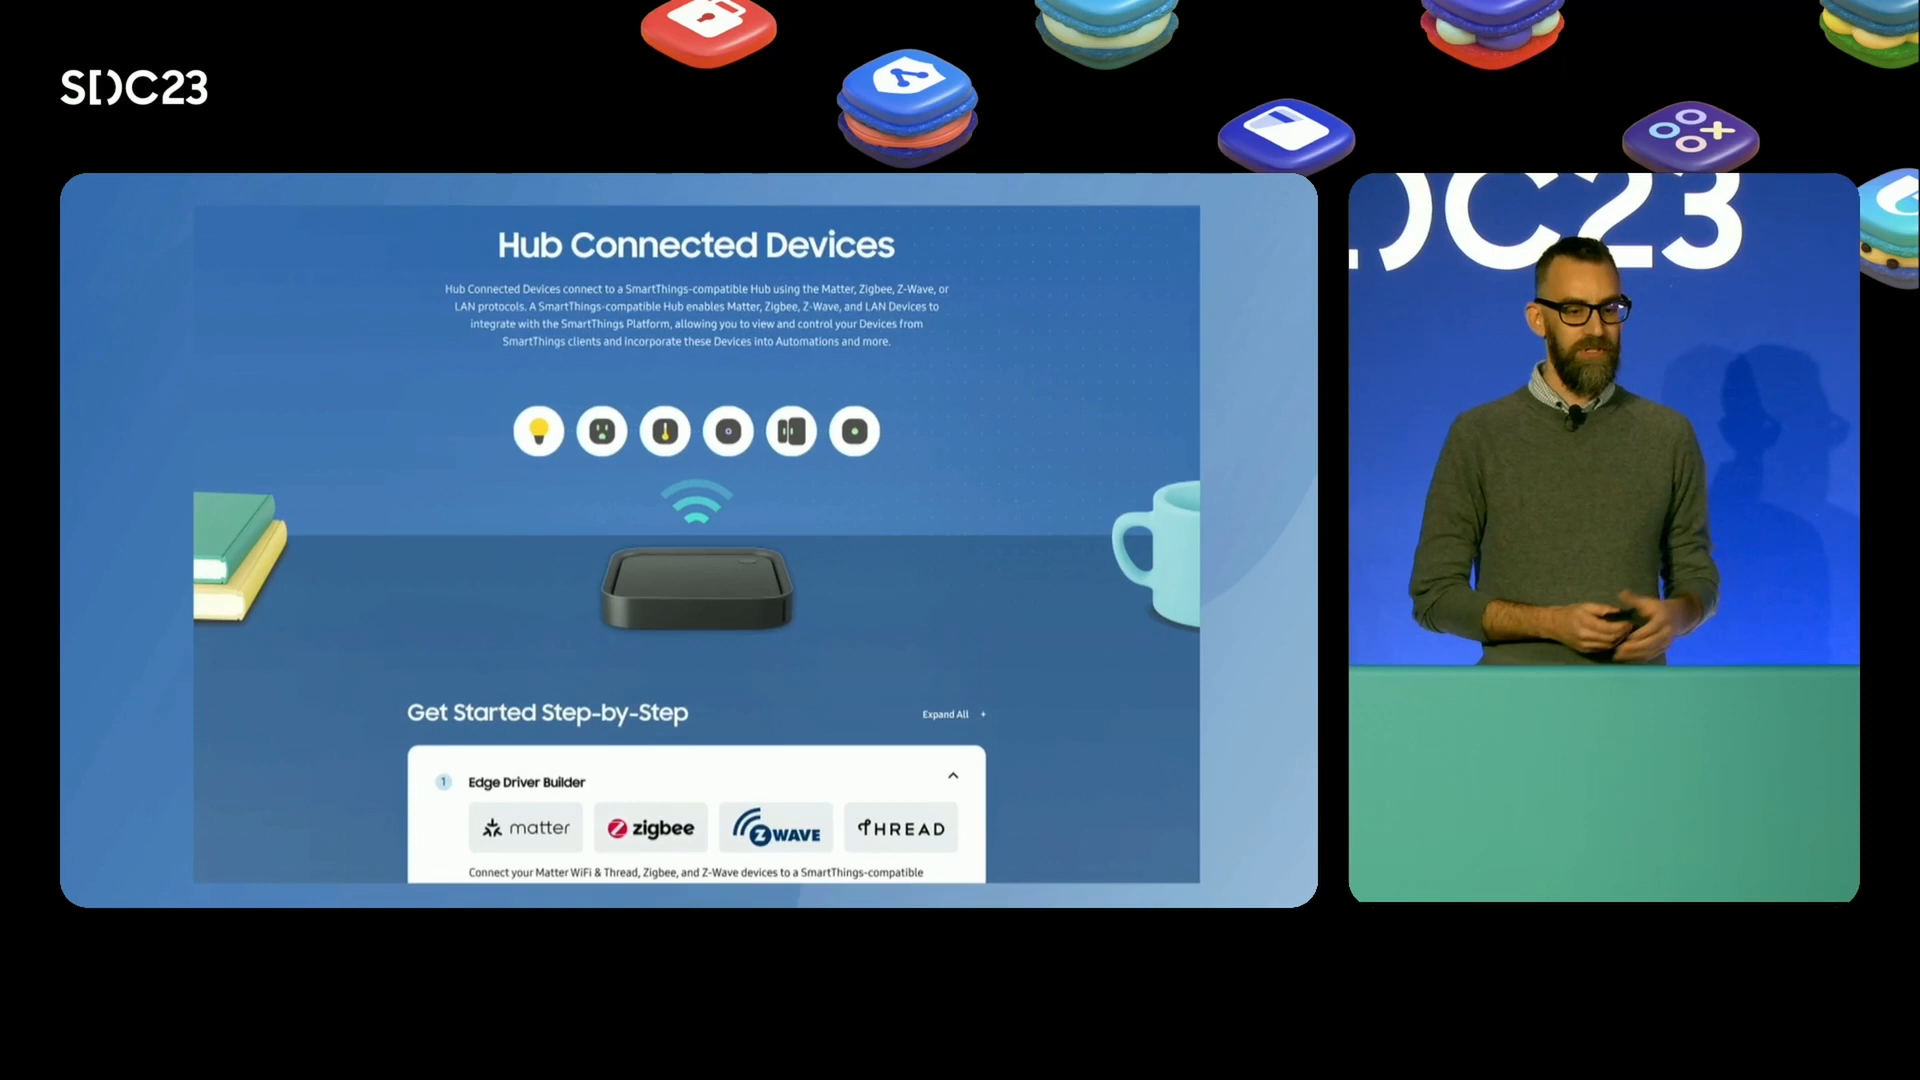 SDC23
Hub Connected Devices
Hub Connected Devices connect to a SmartThings-compatible Hub using the Matter, Zigbee, Z-Wave, or
LAN protocols. A SmartThings-compatible Hub enables Matter, Zigbee, Z-Wave, and LAN Devices to
integrate with the SmartThings Platform, allowing you to view and control your Devices from
SmartThings clients and incorporate these Devices into Automations and more.
Get Started Step-by-Step
Expand All +
1 Edge Driver Builder
matter
zigbee
Z WAVE
THREAD
Connect your Matter WiFi & Thread, Zigbee, and Z-Wave devices to a SmartThings-compatible
DC23